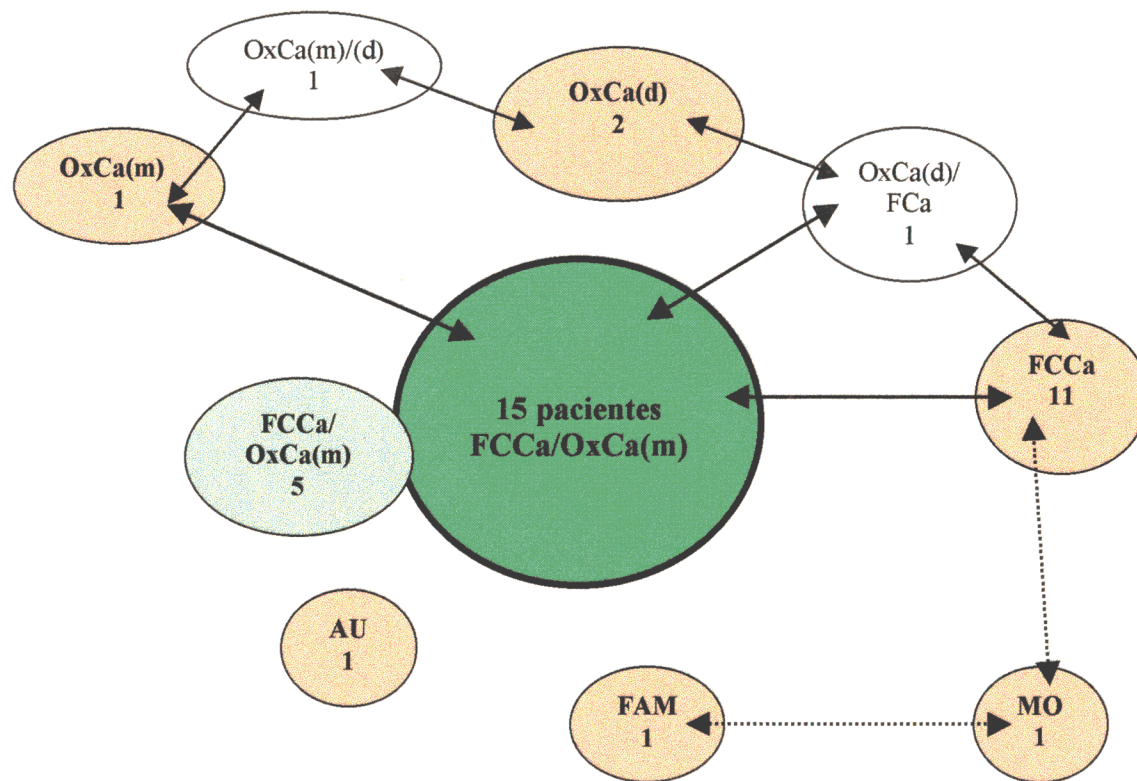 OxCa(m)/(d)
1
OxCa(d)
2
OxCa(m)
1
OxCa(d)/
FCa
1
FCCa
11
15 pacientes
FCCa/OxCa(m)
FCCa/
OxCa(m)
5
AU
1
FAM
1
MO
1